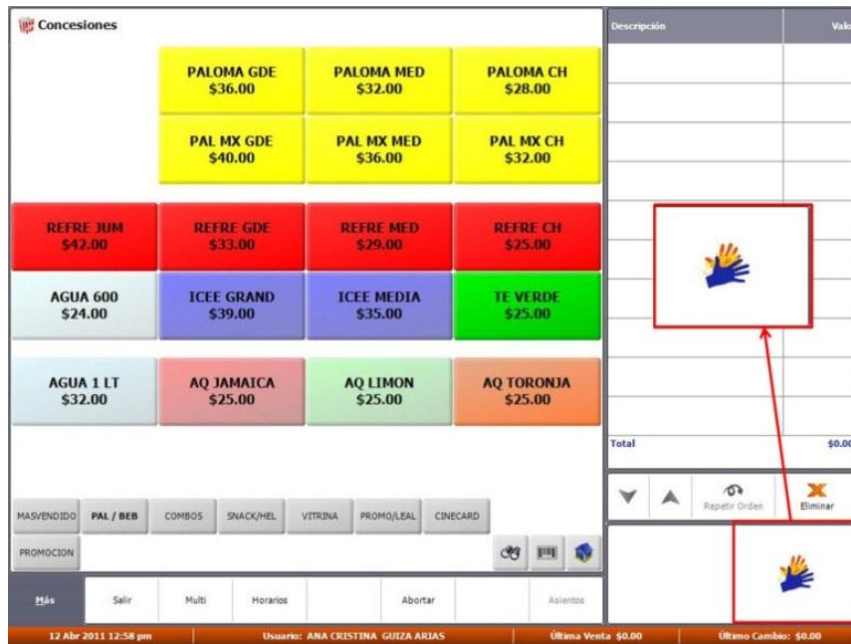 Concesiones
Descripción
Valo
PALOMA GDE
$36.00
PALOMA MED
$32.00
PALOMA CH
$28.00
PAL MX GDE
$40.00
PAL MX MED
$36.00
PAL MX CH
$32.00
REFRE JUM
$42.00
REFRE GDE
$33.00
REFRE MED
$29.00
REFRE CH
$25.00
AGUA 600
$24.00
ICEE GRAND
$39.00
ICEE MEDIA
$35.00
TE VERDE
$25.00
AGUA 1 LT
$32.00
AQ JAMAICA
$25.00
AQ LIMON
$25.00
AQ TORONJA
$25.00
Total
$0.00
Repetir Orden
Eliminar
MASVENDIDO
PAL / BEB
COMBOS
SNACK/HEL
VITRINA
PROMO/LEAL
CINECARD
PROMOCION
Más
Salir
Multi
Horarios
Abortar
Asientos
12 Abr 2011 12:58 pm
Usuario: ANA CRISTINA GUIZA ARIAS
Última Venta $0.00
Último Cambio: $0.00